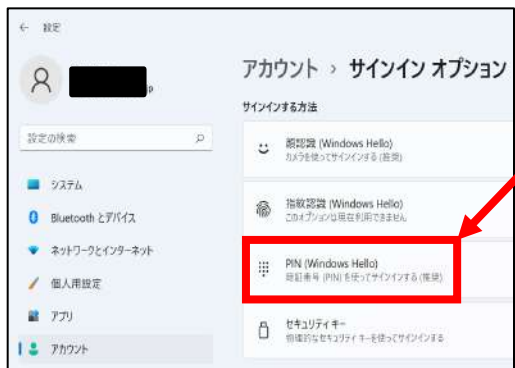 ← 設定
p
アカウント › サインイン オプション
サインインする方法
設定の検索
顔認識 (Windows Hello)
カメラを使ってサインインする (推奨)
システム
指紋認識 (Windows Hello)
このオプションは現在利用できません
Bluetooth とデバイス
ネットワークとインターネット
PIN (Windows Hello)
暗証番号 (PIN) を使ってサインインする (推奨)
個人用設定
アプリ
セキュリティ キー
物理的なセキュリティ キーを使ってサインインする
アカウント